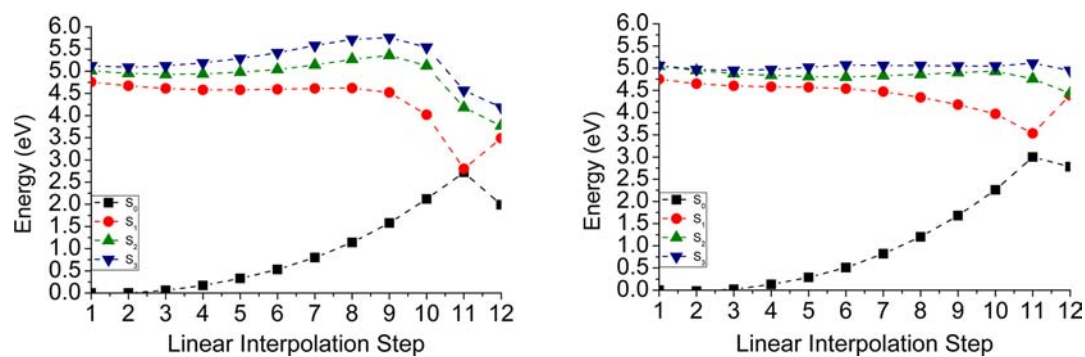 Energy (eV)
6.0
5.5
5.0
4.5
4.0
3.5
3.0
2.5
2.0
1.5
1.0
0.5
0.0
S₀
S₁
S₂
S₃
1 2 3 4 5 6 7 8 9 10 11 12
Linear Interpolation Step
Energy (eV)
6.0
5.5
5.0
4.5
4.0
3.5
3.0
2.5
2.0
1.5
1.0
0.5
0.0
S₀
S₁
S₂
S₃
1 2 3 4 5 6 7 8 9 10 11 12
Linear Interpolation Step